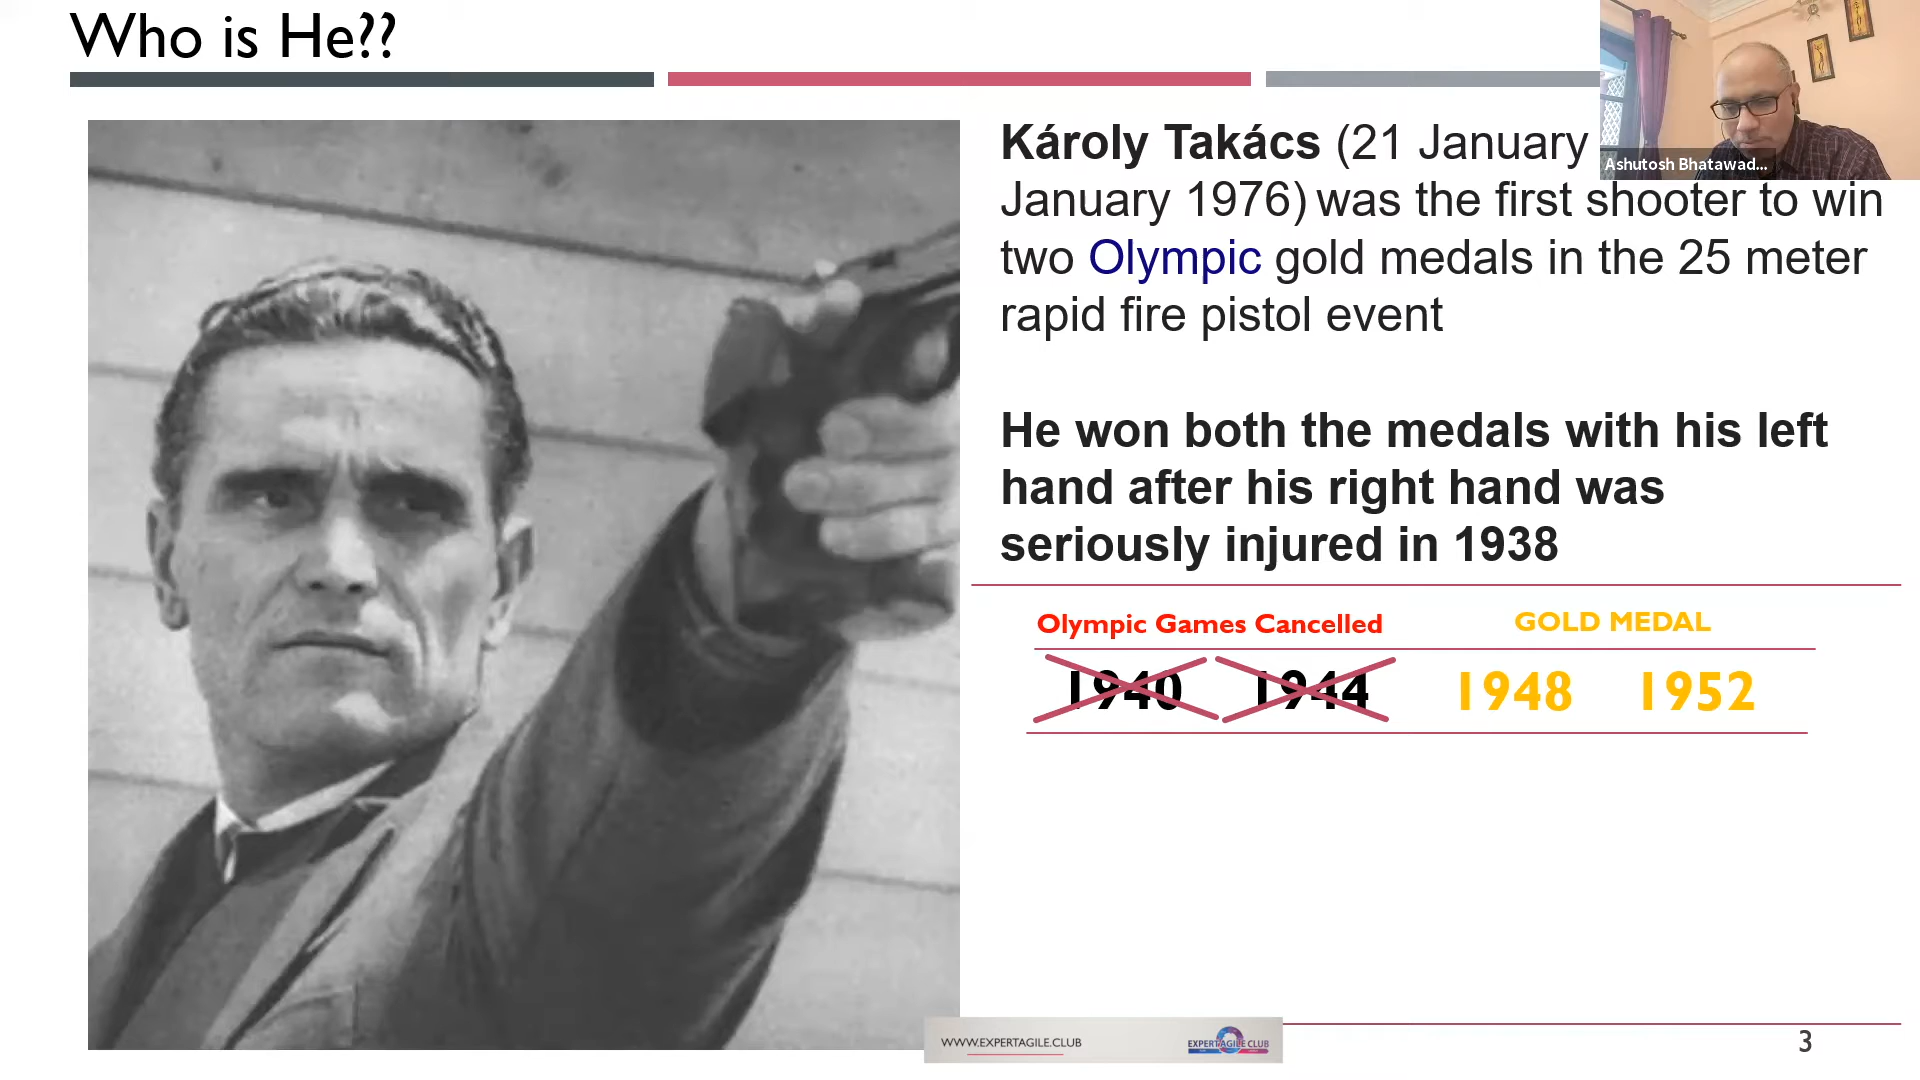 Who is He??
Károly Takács (21 January
January 1976) was the first shooter to win
two Olympic gold medals in the 25 meter
rapid fire pistol event
He won both the medals with his left
hand after his right hand was
seriously injured in 1938
Olympic Games Cancelled
GOLD MEDAL
1940 1944 1948 1952
Ashutosh Bhatawad...
WWW.EXPERTAGILE.CLUB
EXPERTAGILE CLUB
3